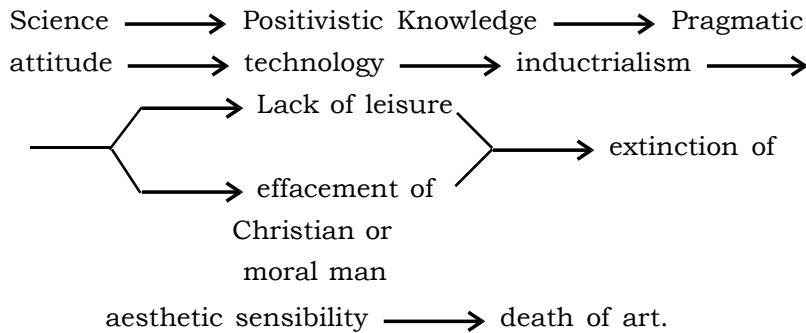 Science Positivistic Knowledge Pragmatic
attitude technology inductrialism
Lack of leisure
extinction of
effacement of
Christian or
moral man
aesthetic sensibility death of art.